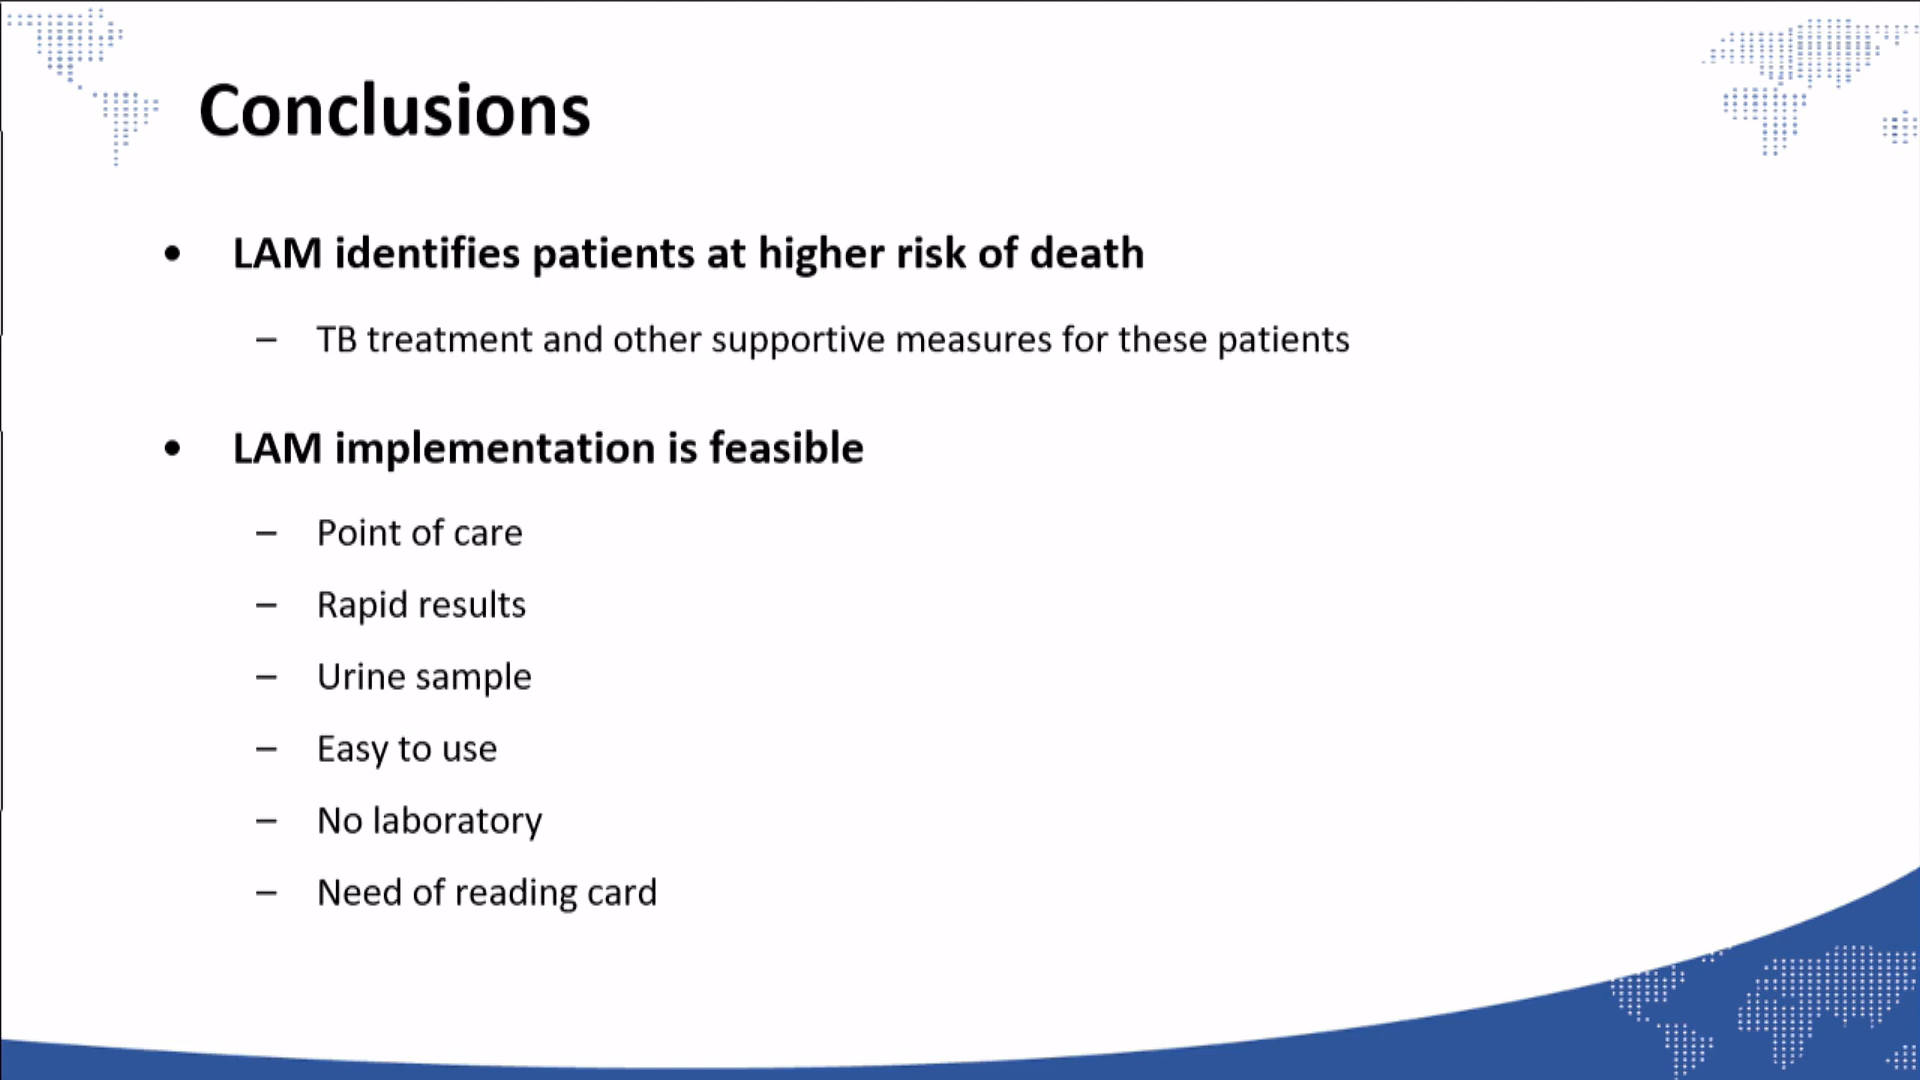 Conclusions
• LAM identifies patients at higher risk of death
– TB treatment and other supportive measures for these patients
• LAM implementation is feasible
– Point of care
– Rapid results
– Urine sample
– Easy to use
– No laboratory
– Need of reading card